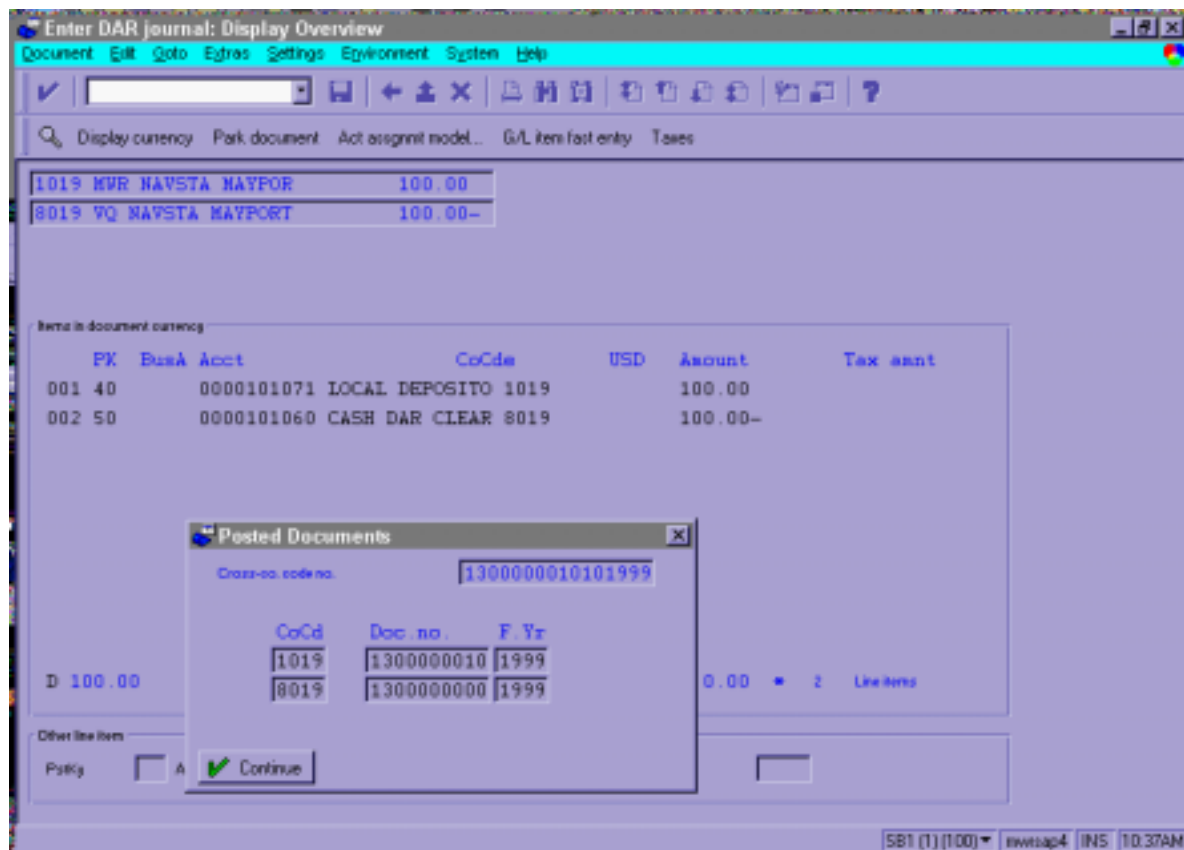 Enter DAR journal: Display Overview
Document Edit Goto Extras Settings Environment System Help
Display currency Park document Act assgnmt model... G/L item fast entry Taxes
1019 MWR NAVSTA MAYPOR 100.00
8019 VQ NAVSTA MAYPORT 100.00-
Items in document currency
PK BusA Acct CoCde USD Amount Tax amnt
001 40 0000101071 LOCAL DEPOSITO 1019 100.00
002 50 0000101060 CASH DAR CLEAR 8019 100.00-
Posted Documents
Cross-co. code no. 1300000010101999
CoCd Doc.no. F.Yr
1019 1300000010 1999
8019 1300000000 1999
D 100.00 0.00 * 2 Line items
Other line item
PstKy A
Continue
SB1 (1) (100) mwrsap4 INS 10:37AM